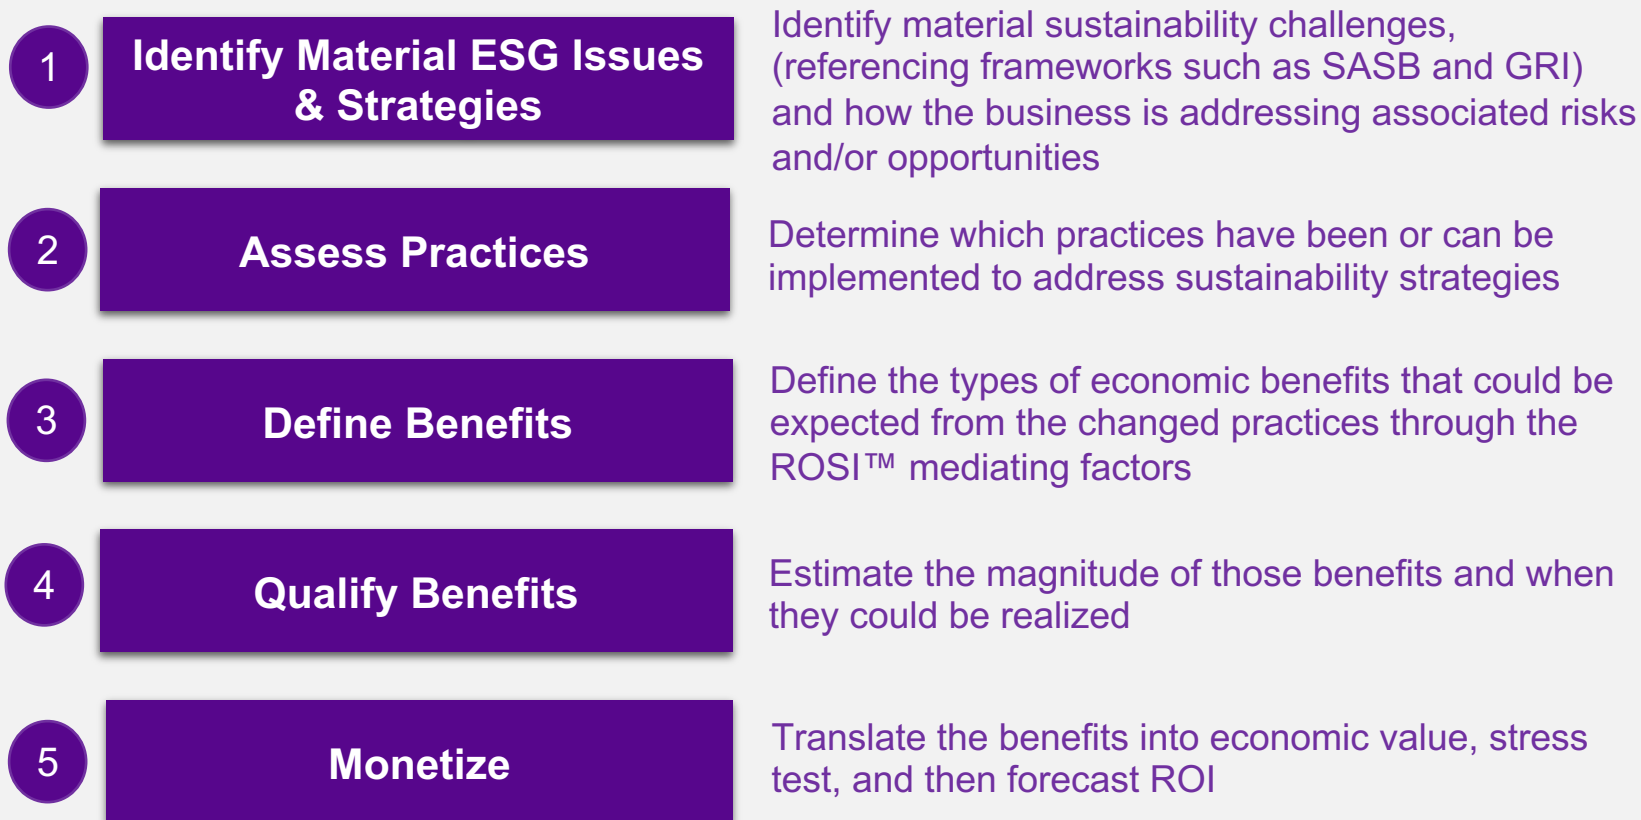 1
Identify Material ESG Issues
& Strategies
Identify material sustainability challenges,
(referencing frameworks such as SASB and GRI)
and how the business is addressing associated risks
and/or opportunities
2
Assess Practices
Determine which practices have been or can be
implemented to address sustainability strategies
3
Define Benefits
Define the types of economic benefits that could be
expected from the changed practices through the
ROSI™ mediating factors
4
Qualify Benefits
Estimate the magnitude of those benefits and when
they could be realized
5
Monetize
Translate the benefits into economic value, stress
test, and then forecast ROI